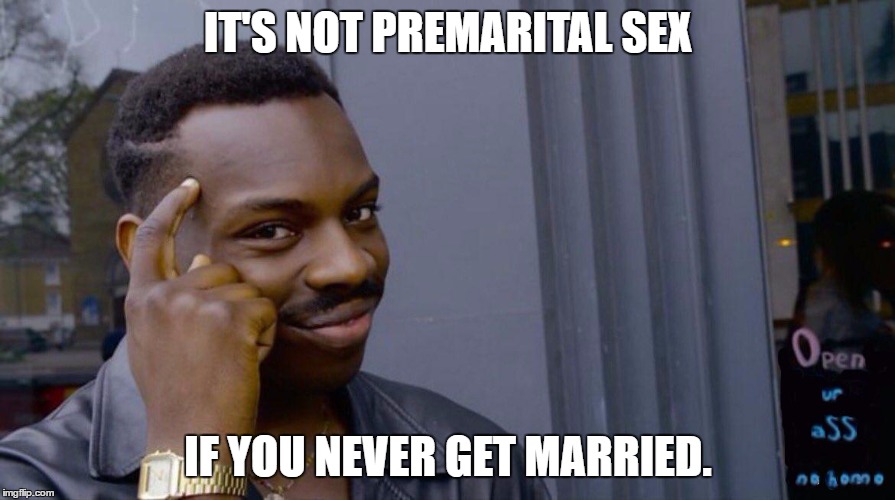 IT'S NOT PREMARITAL SEX
Open
ur
aSS
no homo
IF YOU NEVER GET MARRIED.
imgflip.com